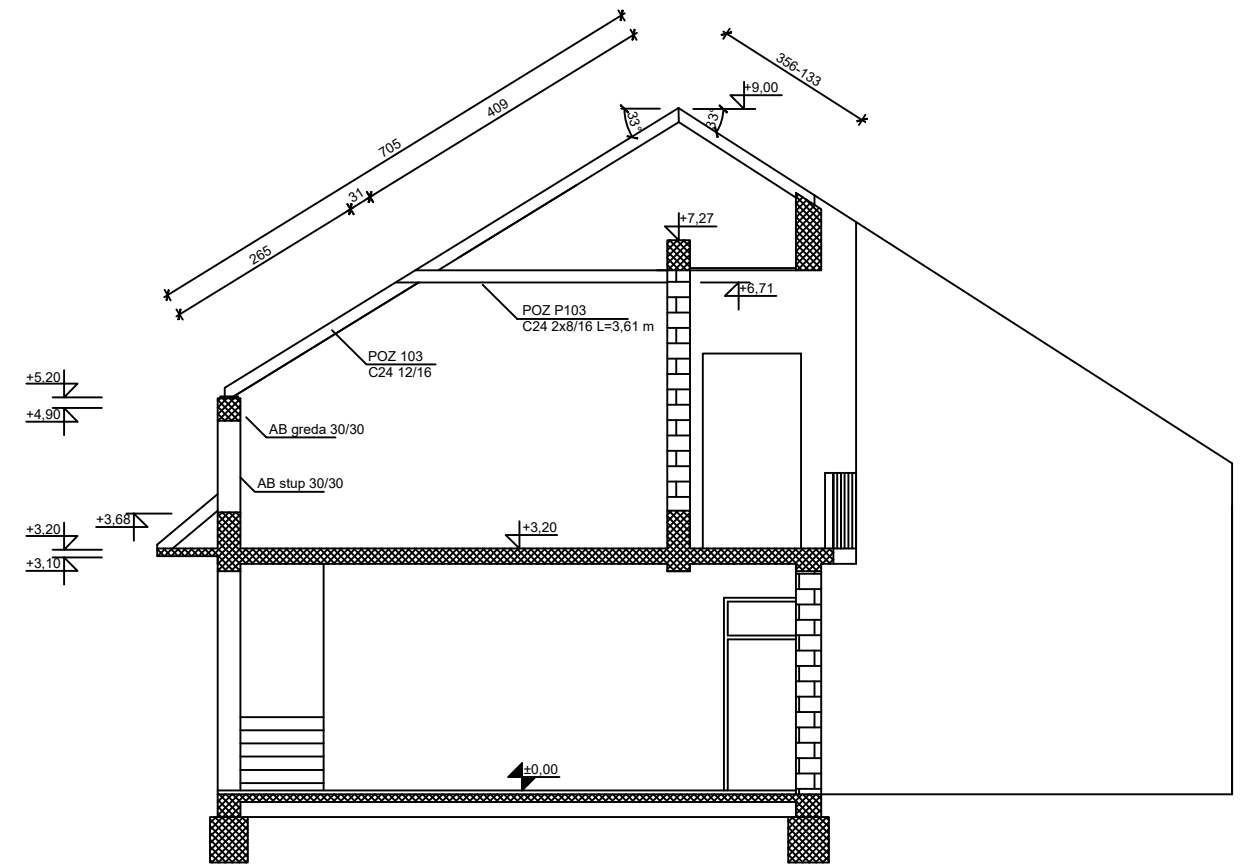 356-133
+9,00
33°
33°
409
705
31
265
+7,27
+6,71
POZ P103
C24 2x8/16 L=3,61 m
POZ 103
C24 12/16
+5,20
+4,90
AB greda 30/30
AB stup 30/30
+3,68
+3,20
+3,20
+3,10
±0,00